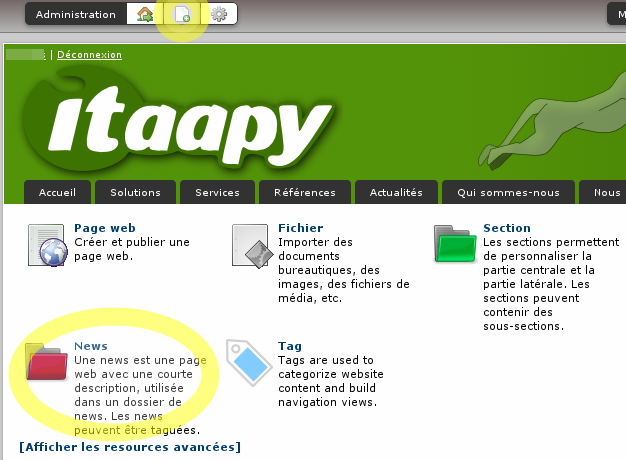 Administration
M
| Déconnexion
itaapy
Accueil Solutions Services Références Actualités Qui sommes-nous Nous
Page web
Créer et publier une
page web.
Fichier
Importer des
documents
bureautiques, des
images, des fichiers de
média, etc.
Section
Les sections permettent
de personnaliser la
partie centrale et la
partie latérale. Les
sections peuvent
contenir des
sous-sections.
News
Une news est une page
web avec une courte
description, utilisée
dans un dossier de
news. Les news
peuvent être taguées.
Tag
Tags are used to
categorize website
content and build
navigation views.
[Afficher les resources avancées]